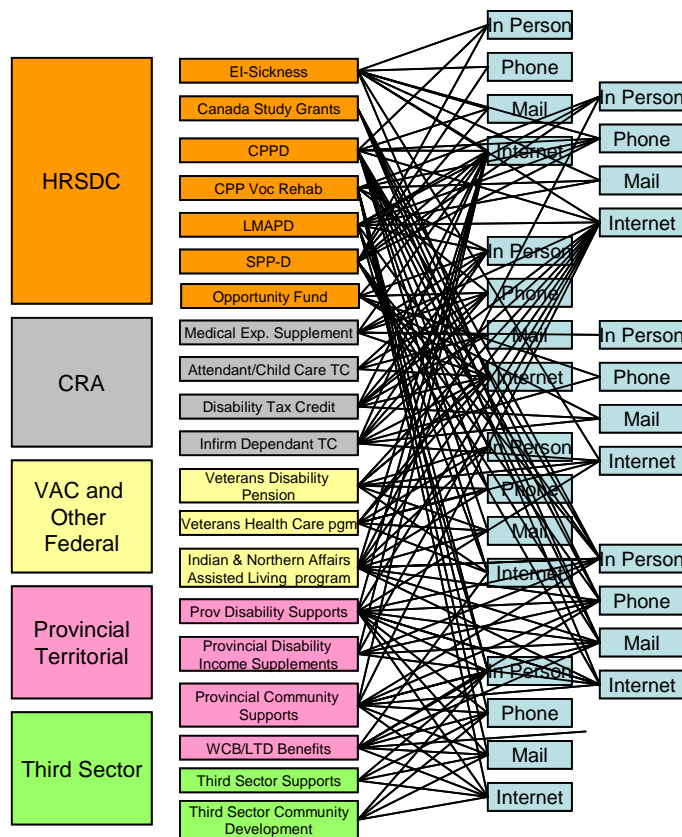 HRSDC
CRA
VAC and
Other
Federal
Provincial
Territorial
Third Sector
EI-Sickness
Canada Study Grants
CPPD
CPP Voc Rehab
LMAPD
SPP-D
Opportunity Fund
Medical Exp. Supplement
Attendant/Child Care TC
Disability Tax Credit
Infirm Dependant TC
Veterans Disability
Pension
Veterans Health Care pgm
Indian & Northern Affairs
Assisted Living program
Prov Disability Supports
Provincial Disability
Income Supplements
Provincial Community
Supports
WCB/LTD Benefits
Third Sector Supports
Third Sector Community
Development
In Person
Phone
Mail
Internet
In Person
Phone
Mail
Internet
In Person
Phone
Mail
Internet
In Person
Phone
Mail
Internet
In Person
Phone
Mail
Internet
In Person
Phone
Mail
Internet
In Person
Phone
Mail
Internet